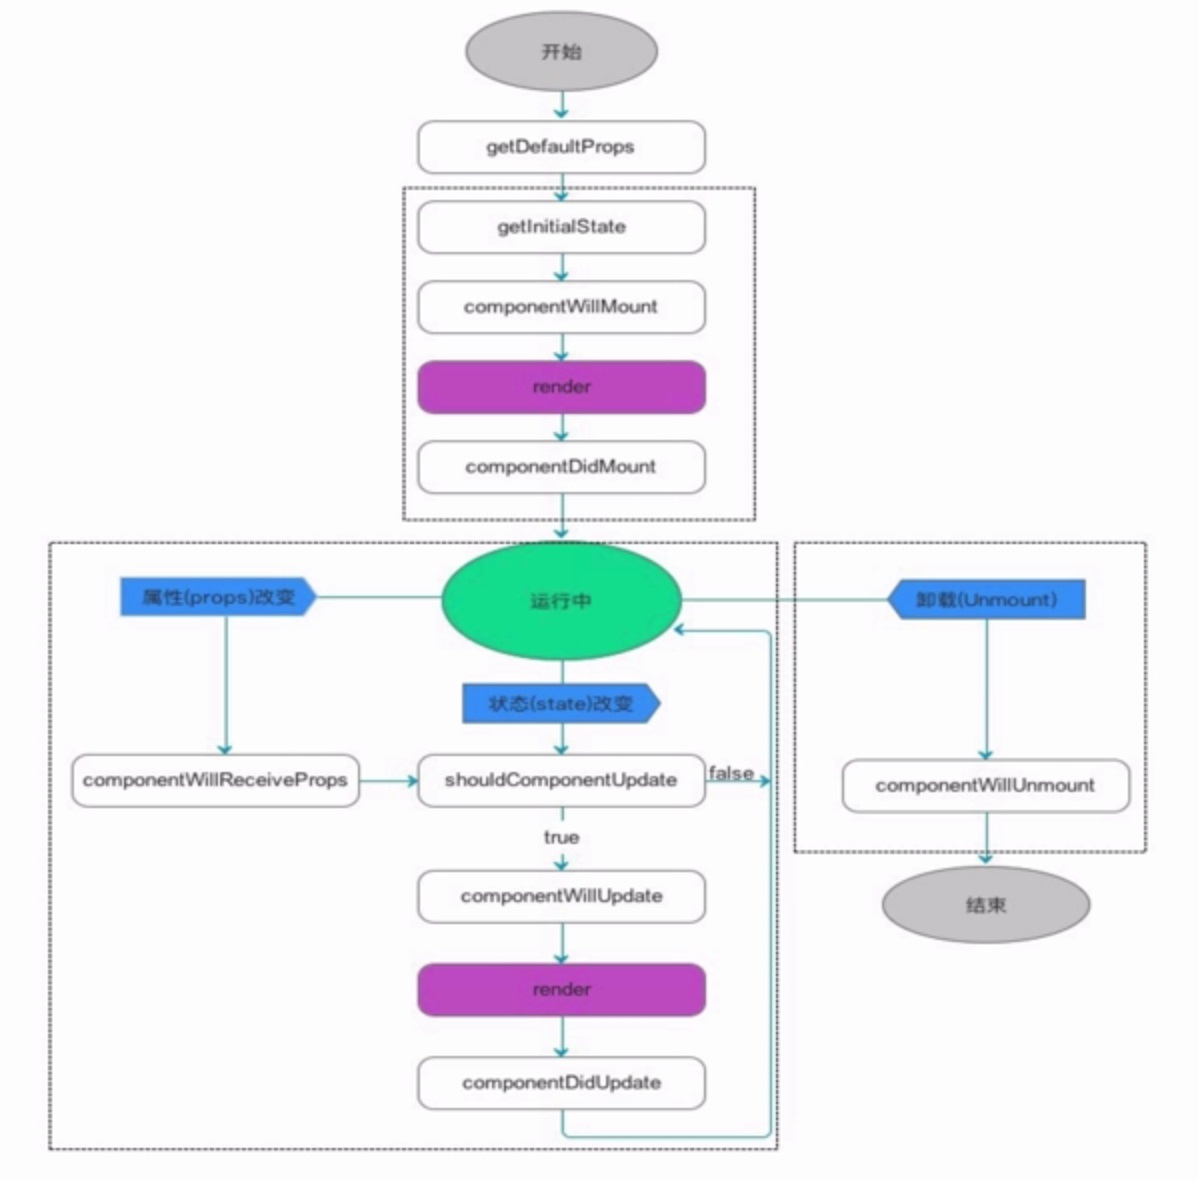 开始
getDefaultProps
getInitialState
componentWillMount
render
componentDidMount
运行中
属性(props)改变
卸载(Unmount)
状态(state)改变
componentWillReceiveProps
shouldComponentUpdate
false
componentWillUnmount
true
componentWillUpdate
结束
render
componentDidUpdate